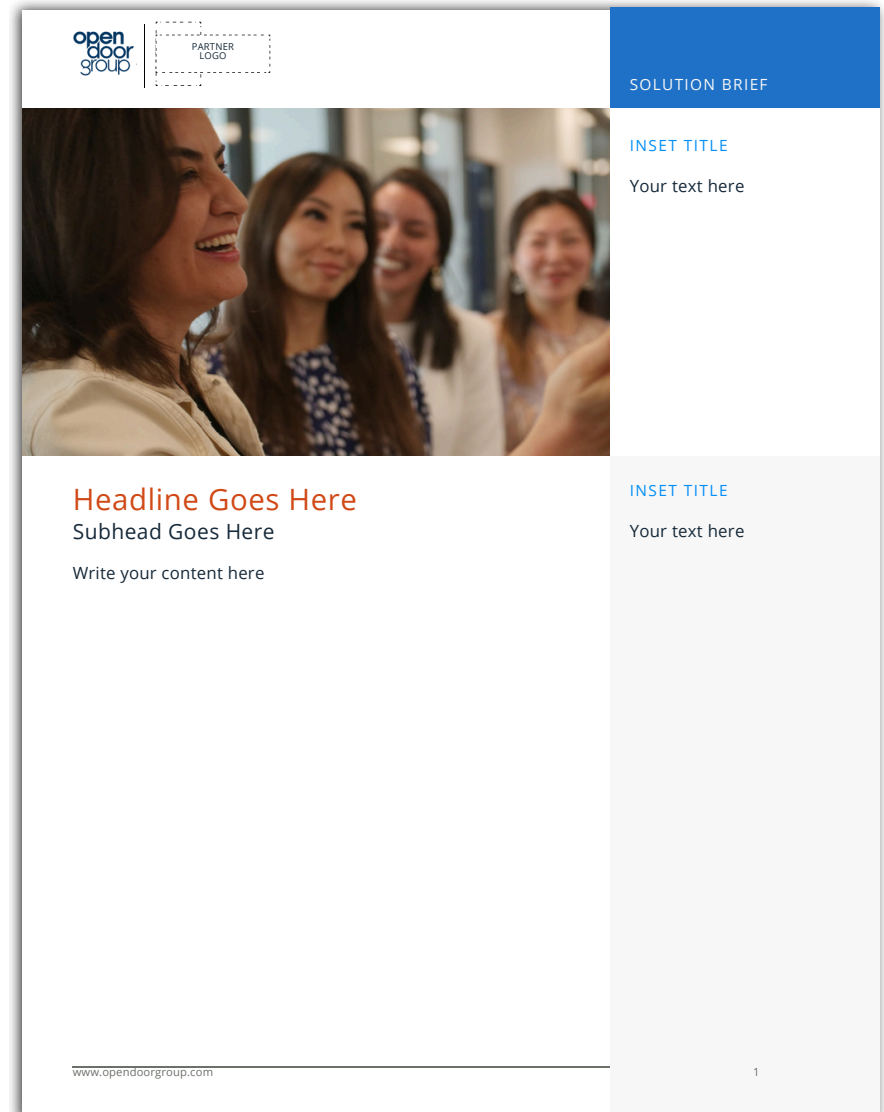 open
door
group
PARTNER
LOGO
SOLUTION BRIEF
INSET TITLE
Your text here
Headline Goes Here
Subhead Goes Here
Write your content here
INSET TITLE
Your text here
www.opendoorgroup.com
1